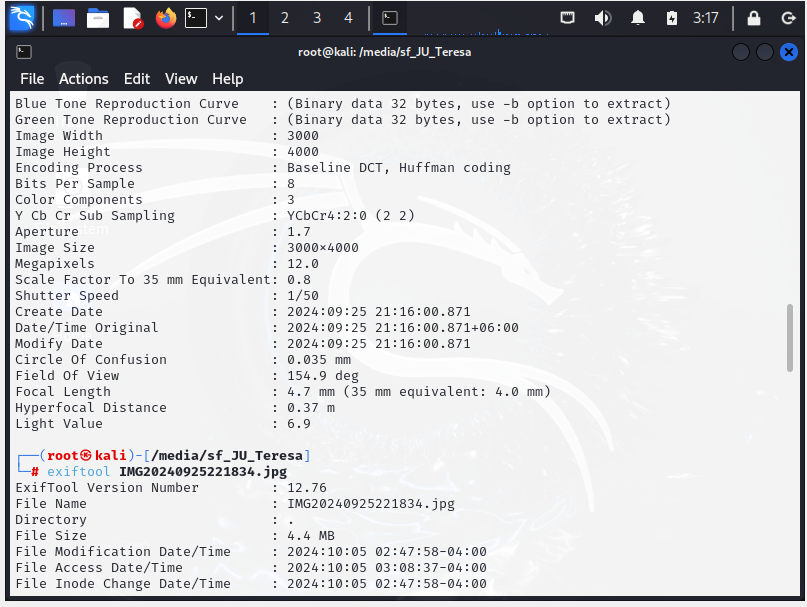 1 2 3 4 3:17
root@kali: /media/sf_JU_Teresa
File Actions Edit View Help
Blue Tone Reproduction Curve : (Binary data 32 bytes, use -b option to extract)
Green Tone Reproduction Curve : (Binary data 32 bytes, use -b option to extract)
Image Width : 3000
Image Height : 4000
Encoding Process : Baseline DCT, Huffman coding
Bits Per Sample : 8
Color Components : 3
Y Cb Cr Sub Sampling : YCbCr4:2:0 (2 2)
Aperture : 1.7
Image Size : 3000×4000
Megapixels : 12.0
Scale Factor To 35 mm Equivalent: 0.8
Shutter Speed : 1/50
Create Date : 2024:09:25 21:16:00.871
Date/Time Original : 2024:09:25 21:16:00.871+06:00
Modify Date : 2024:09:25 21:16:00.871
Circle Of Confusion : 0.035 mm
Field Of View : 154.9 deg
Focal Length : 4.7 mm (35 mm equivalent: 4.0 mm)
Hyperfocal Distance : 0.37 m
Light Value : 6.9
┌──(root㉿kali)-[/media/sf_JU_Teresa]
└─# exiftool IMG20240925221834.jpg
ExifTool Version Number : 12.76
File Name : IMG20240925221834.jpg
Directory : .
File Size : 4.4 MB
File Modification Date/Time : 2024:10:05 02:47:58-04:00
File Access Date/Time : 2024:10:05 03:08:37-04:00
File Inode Change Date/Time : 2024:10:05 02:47:58-04:00